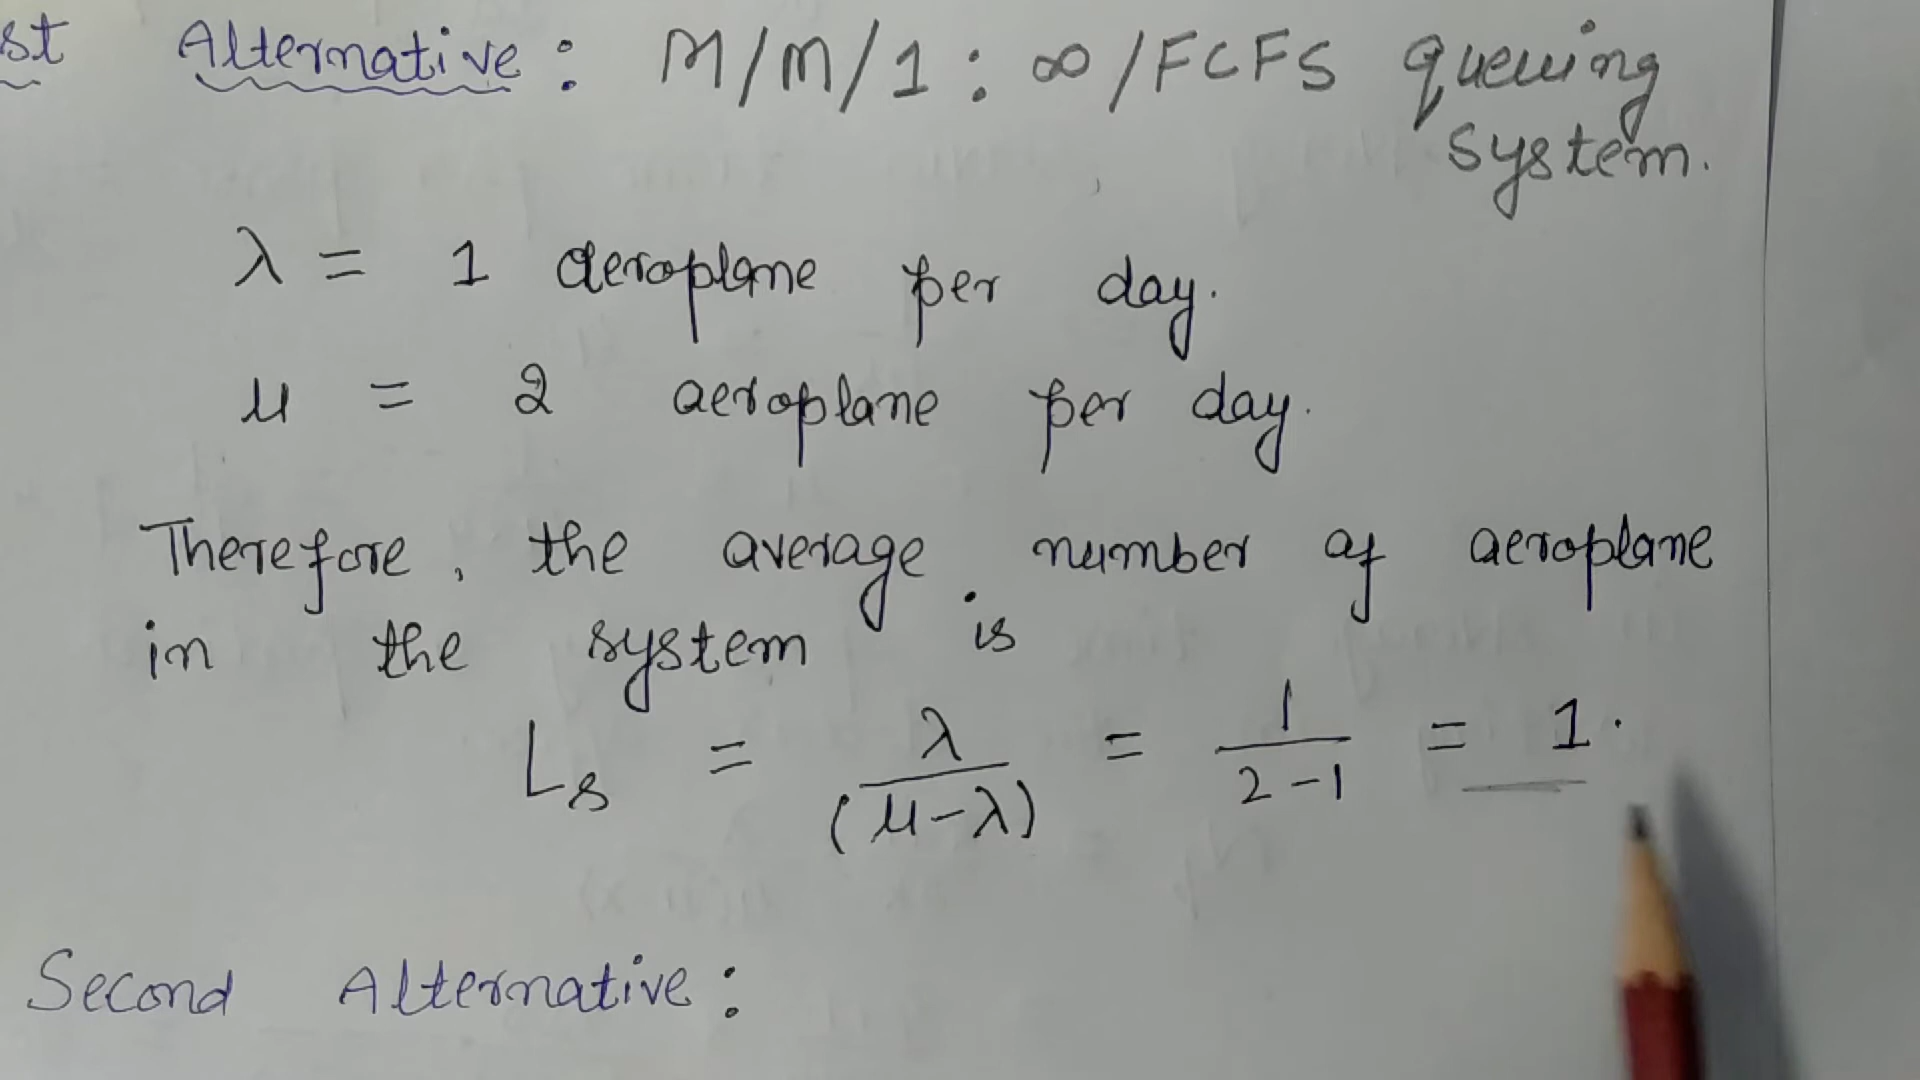 st Alternative : M/M/1 : ∞/FCFS queuing
system.
λ = 1 aeroplane per day.
μ = 2 aeroplane per day.
Therefore, the average number of aeroplane
in the system is
Ls = λ/(μ-λ) = 1/2-1 = 1.
Second Alternative :